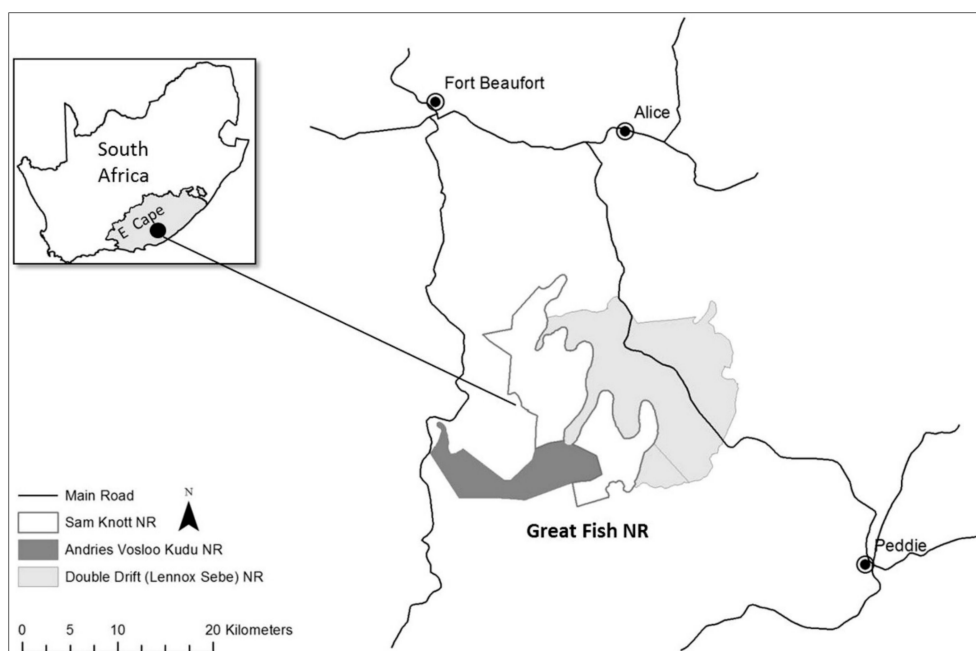 Fort Beaufort
Alice
South
Africa
E Cape
Main Road
N
Sam Knott NR
Andries Vosloo Kudu NR
Double Drift (Lennox Sebe) NR
Great Fish NR
Peddie
0 5 10 20 Kilometers